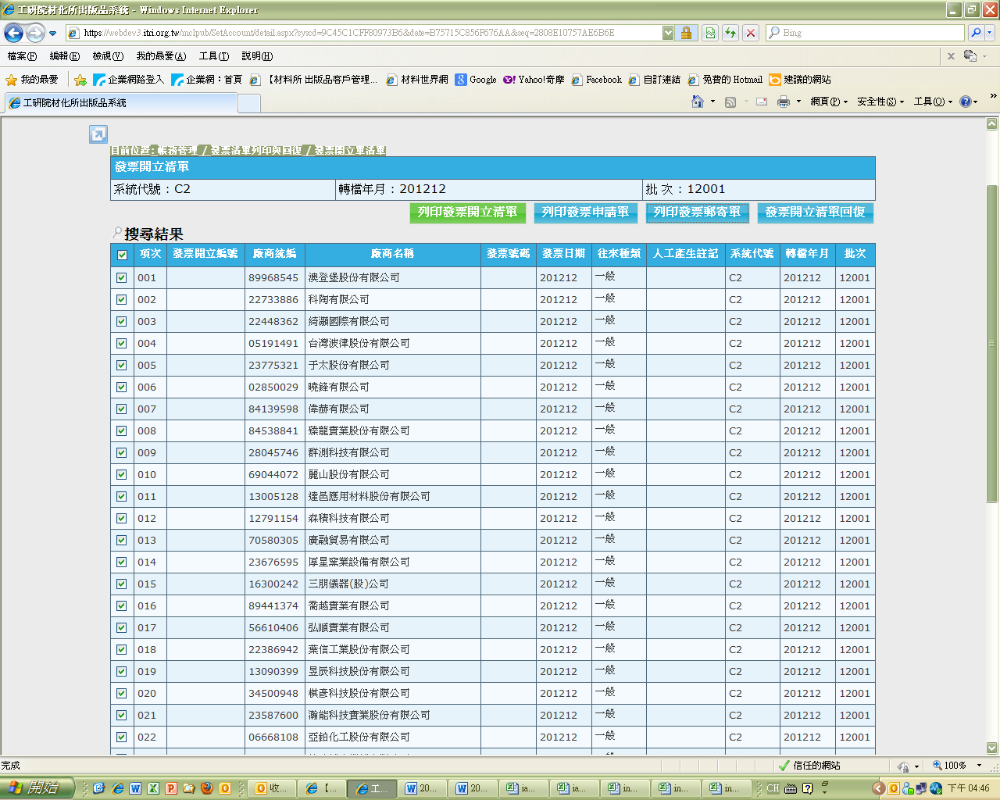 工研院材化所出版品系統 - Windows Internet Explorer
https://webdev3.itri.org.tw/mclpub/SetAccount/detail.aspx?syscd=9C45C1CFF80973B6&date=B75715C856F676AA&seq=2808E10757AE6B6E
Bing
檔案(F) 編輯(E) 檢視(V) 我的最愛(A) 工具(T) 說明(H)
我的最愛 企業網路登入 企業網：首頁 【材料所 出版品客戶管理... 材料世界網 Google Yahoo!奇摩 Facebook 自訂連結 免費的 Hotmail 建議的網站
工研院材化所出版品系統 網頁(P) 安全性(S) 工具(O)
目前位置: 帳務管理 / 發票清單列印與回復 / 發票開立單清單
發票開立清單
系統代號：C2 轉檔年月：201212 批 次：12001
列印發票開立清單 列印發票申請單 列印發票郵寄單 發票開立清單回復
搜尋結果
項次 發票開立編號 廠商統編 廠商名稱 發票號碼 發票日期 往來種類 人工產生註記 系統代號 轉檔年月 批次
001 89968545 澳登堡股份有限公司 201212 一般 C2 201212 12001
002 22733886 科陶有限公司 201212 一般 C2 201212 12001
003 22448362 綺瀨國際有限公司 201212 一般 C2 201212 12001
004 05191491 台灣波律股份有限公司 201212 一般 C2 201212 12001
005 23775321 于太股份有限公司 201212 一般 C2 201212 12001
006 02850029 曉鋒有限公司 201212 一般 C2 201212 12001
007 84139598 偉赫有限公司 201212 一般 C2 201212 12001
008 84538841 臻龍實業股份有限公司 201212 一般 C2 201212 12001
009 28045746 群測科技有限公司 201212 一般 C2 201212 12001
010 69044072 麗山股份有限公司 201212 一般 C2 201212 12001
011 13005128 達邑應用材料股份有限公司 201212 一般 C2 201212 12001
012 12791154 森積科技有限公司 201212 一般 C2 201212 12001
013 70580305 廣融貿易有限公司 201212 一般 C2 201212 12001
014 23676595 厚星窯業設備有限公司 201212 一般 C2 201212 12001
015 16300242 三朋儀器(股)公司 201212 一般 C2 201212 12001
016 89441374 喬越實業有限公司 201212 一般 C2 201212 12001
017 56610406 弘順實業有限公司 201212 一般 C2 201212 12001
018 22386942 葉信工業股份有限公司 201212 一般 C2 201212 12001
019 13090399 昱辰科技股份有限公司 201212 一般 C2 201212 12001
020 34500948 棋彥科技股份有限公司 201212 一般 C2 201212 12001
021 23587600 瀚能科技實業股份有限公司 201212 一般 C2 201212 12001
022 06668108 亞鉑化工股份有限公司 201212 一般 C2 201212 12001
完成 信任的網站 100%
開始 收... 【... 工... 20... 20... ia... ia... in... in... in... CH 下午 04:46